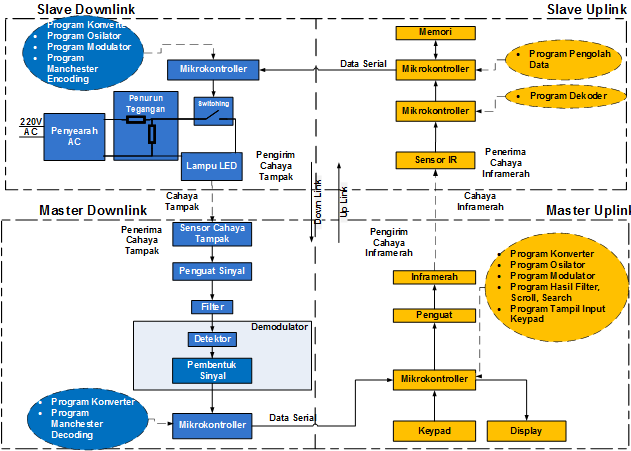 Slave Downlink
Slave Uplink
Program Konverter
Program Osilator
Program Modulator
Program
Manchester
Encoding
Mikrokontroller
Switching
Penurun
Tegangan
220V
AC
Penyearah
AC
Lampu LED
Pengirim
Cahaya
Tampak
Cahaya
Tampak
Data Serial
Memori
Mikrokontroller
Program Pengolah
Data
Mikrokontroller
Program Dekoder
Sensor IR
Penerima
Cahaya
Inframerah
Down Link
Up Link
Cahaya
Inframerah
Master Downlink
Master Uplinl
Penerima
Cahaya
Tampak
Sensor Cahaya
Tampak
Penguat Sinyal
Filter
Demodulator
Detektor
Pembentuk
Sinyal
Program Konverter
Program
Manchester
Decoding
Mikrokontroller
Data Serial
Pengirim
Cahaya
Inframerah
Inframerah
Penguat
Mikrokontroller
Keypad
Display
Program Konverter
Program Osilator
Program Modulator
Program Hasil Filter,
Scroll, Search
Program Tampil Input
Keypad